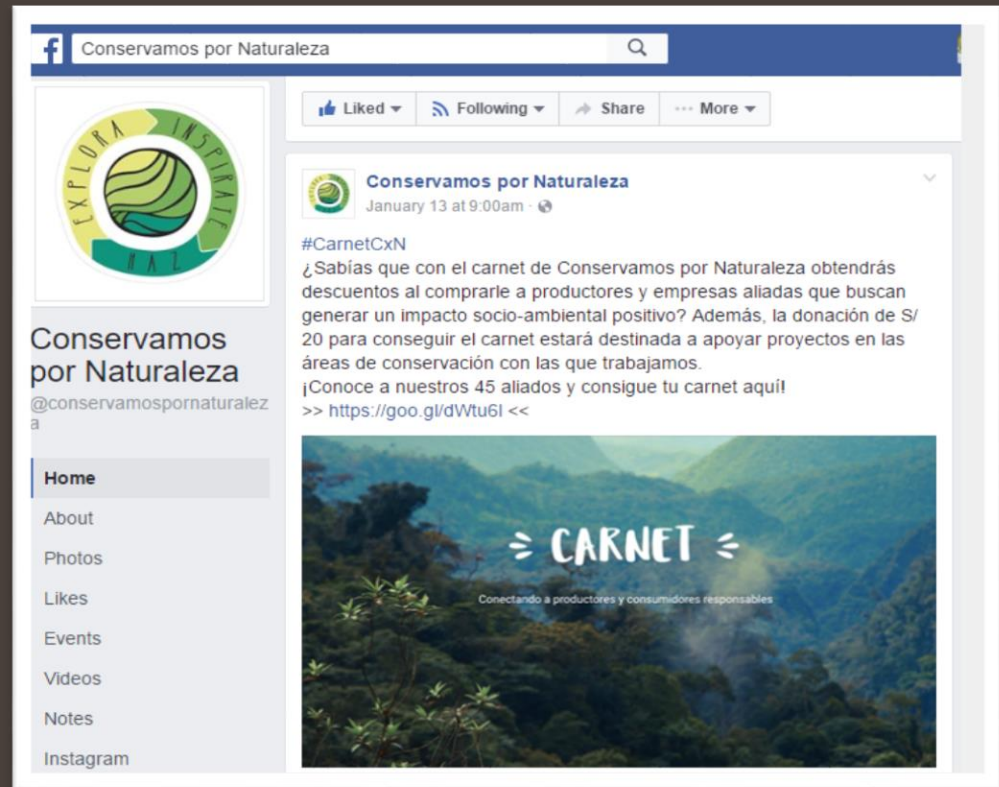 f
Conservamos por Naturaleza
EXPLORA
INSPIRATE
HAZ
Liked
Following
Share
More
Conservamos por Naturaleza
@conservamospornaturalez
a
Home
About
Photos
Likes
Events
Videos
Notes
Instagram
Conservamos por Naturaleza
January 13 at 9:00am ·
#CarnetCxN
¿Sabías que con el carnet de Conservamos por Naturaleza obtendrás
descuentos al comprarle a productores y empresas aliadas que buscan
generar un impacto socio-ambiental positivo? Además, la donación de S/
20 para conseguir el carnet estará destinada a apoyar proyectos en las
áreas de conservación con las que trabajamos.
¡Conoce a nuestros 45 aliados y consigue tu carnet aquí!
>> https://goo.gl/dWtu6I <<
CARNET
Conectando a productores y consumidores responsables